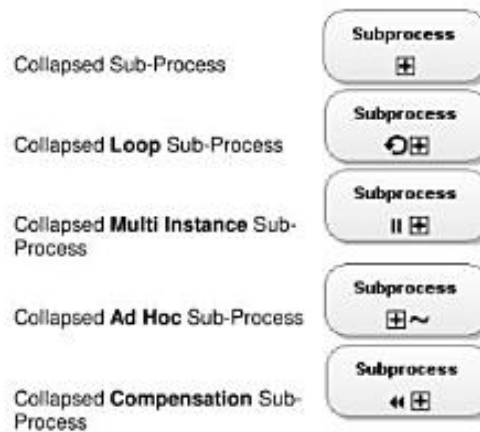 Subprocess
Collapsed Sub-Process
Subprocess
Collapsed Loop Sub-Process
Subprocess
Collapsed Multi Instance Sub-
Process
Subprocess
Collapsed Ad Hoc Sub-Process
Subprocess
Collapsed Compensation Sub-
Process